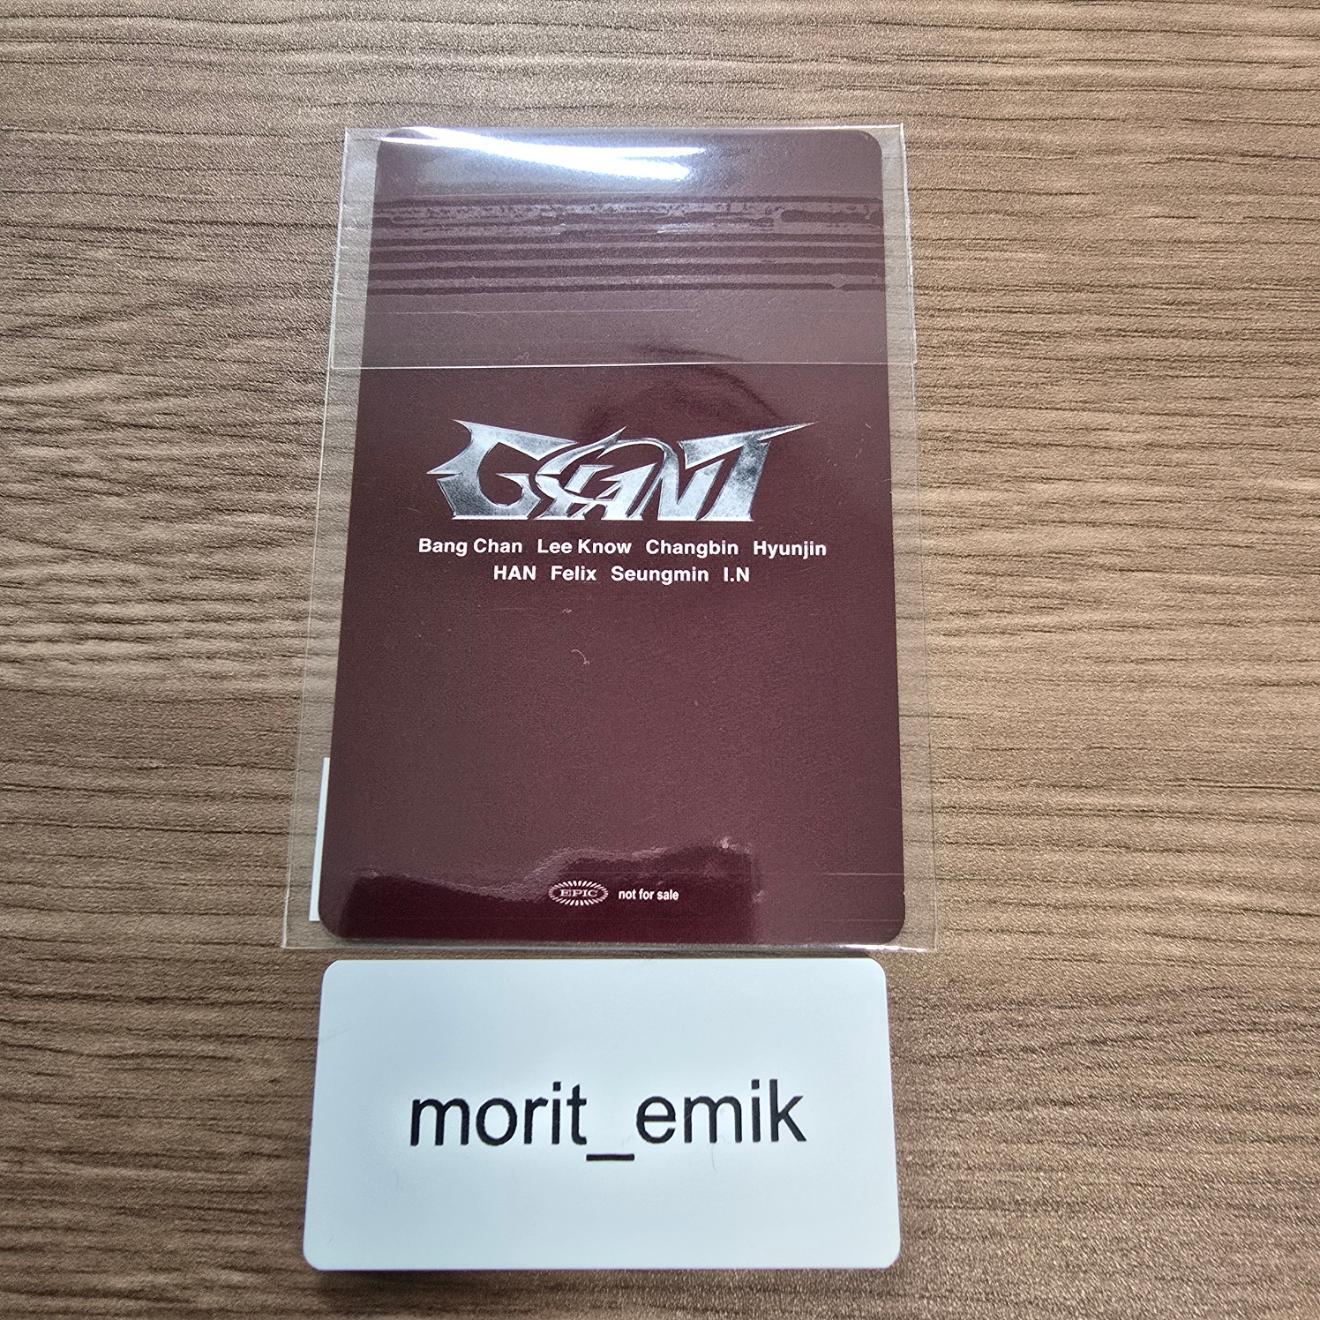 GIANT
Bang Chan Lee Know Changbin Hyunjin
HAN Felix Seungmin I.N
EPIC not for sale
morit_emik